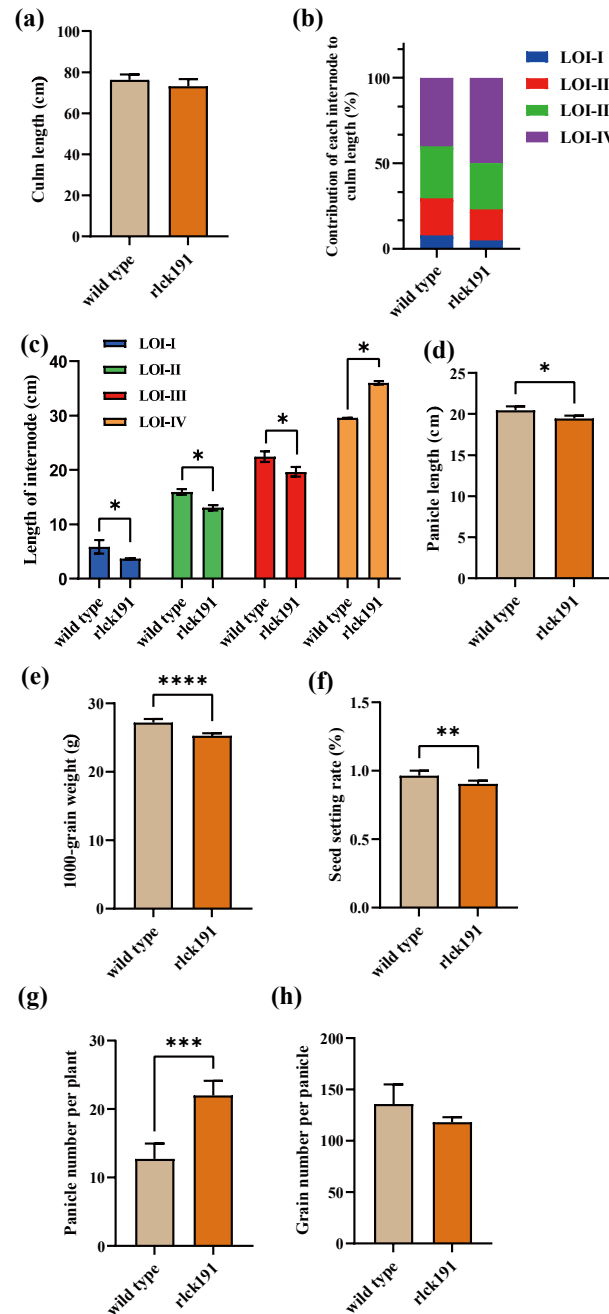 (a)
Culm length (cm)
100
80
60
40
20
0
wild type
rlck191
(b)
Contribution of each internode to
culm length (%)
100
50
0
wild type
rlck191
LOI-I
LOI-II
LOI-II
LOI-IV
(c)
Length of internode (cm)
40
30
20
10
0
LOI-I
LOI-II
LOI-III
LOI-IV
*
*
*
*
wild type
rlck191
wild type
rlck191
wild type
rlck191
wild type
rlck191
(d)
Panicle length (cm)
25
20
15
10
5
0
*
wild type
rlck191
(e)
1000-grain weight (g)
30
20
10
0
****
wild type
rlck191
(f)
Seed setting rate (%)
1.5
1.0
0.5
0.0
**
wild type
rlck191
(g)
Panicle number per plant
30
20
10
0
***
wild type
rlck191
(h)
Grain number per panicle
200
150
100
50
0
wild type
rlck191